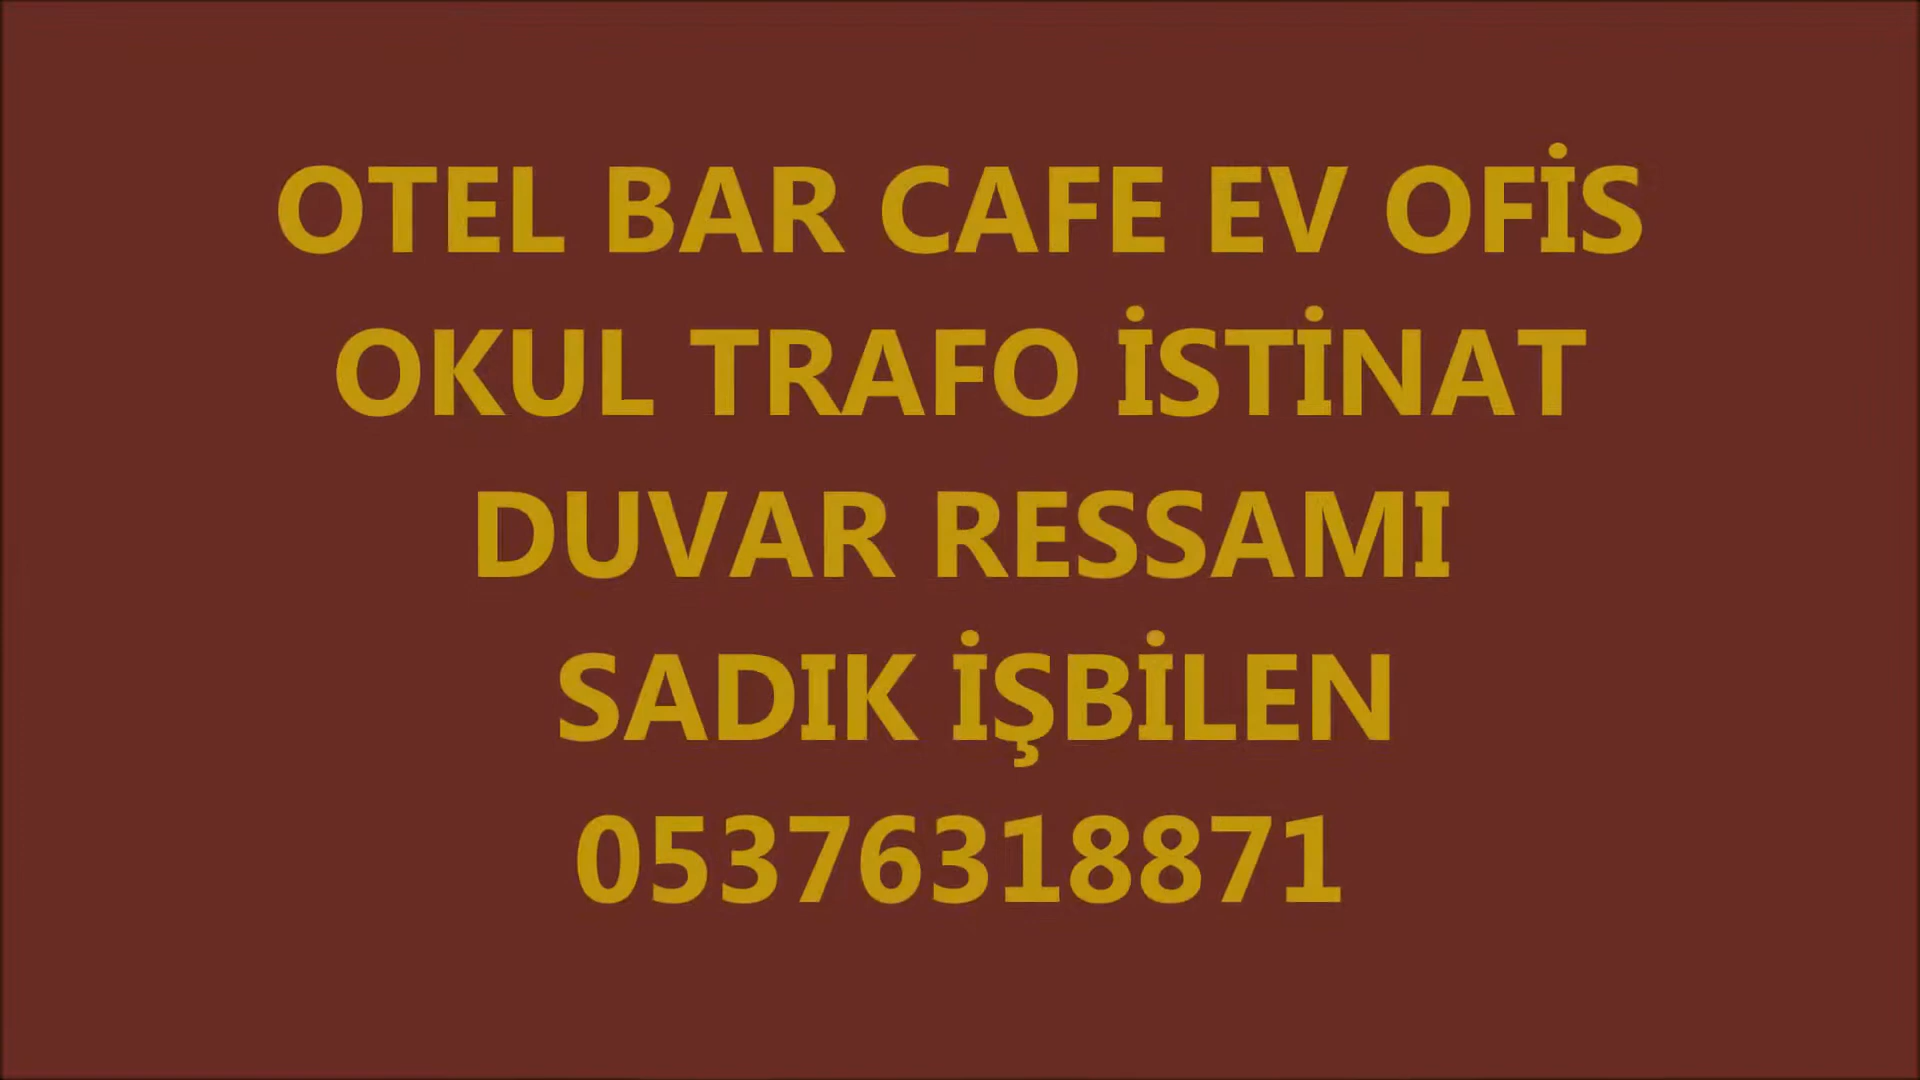 OTEL BAR CAFE EV OFİS
OKUL TRAFO İSTİNAT
DUVAR RESSAMI
SADIK İŞBİLEN
05376318871